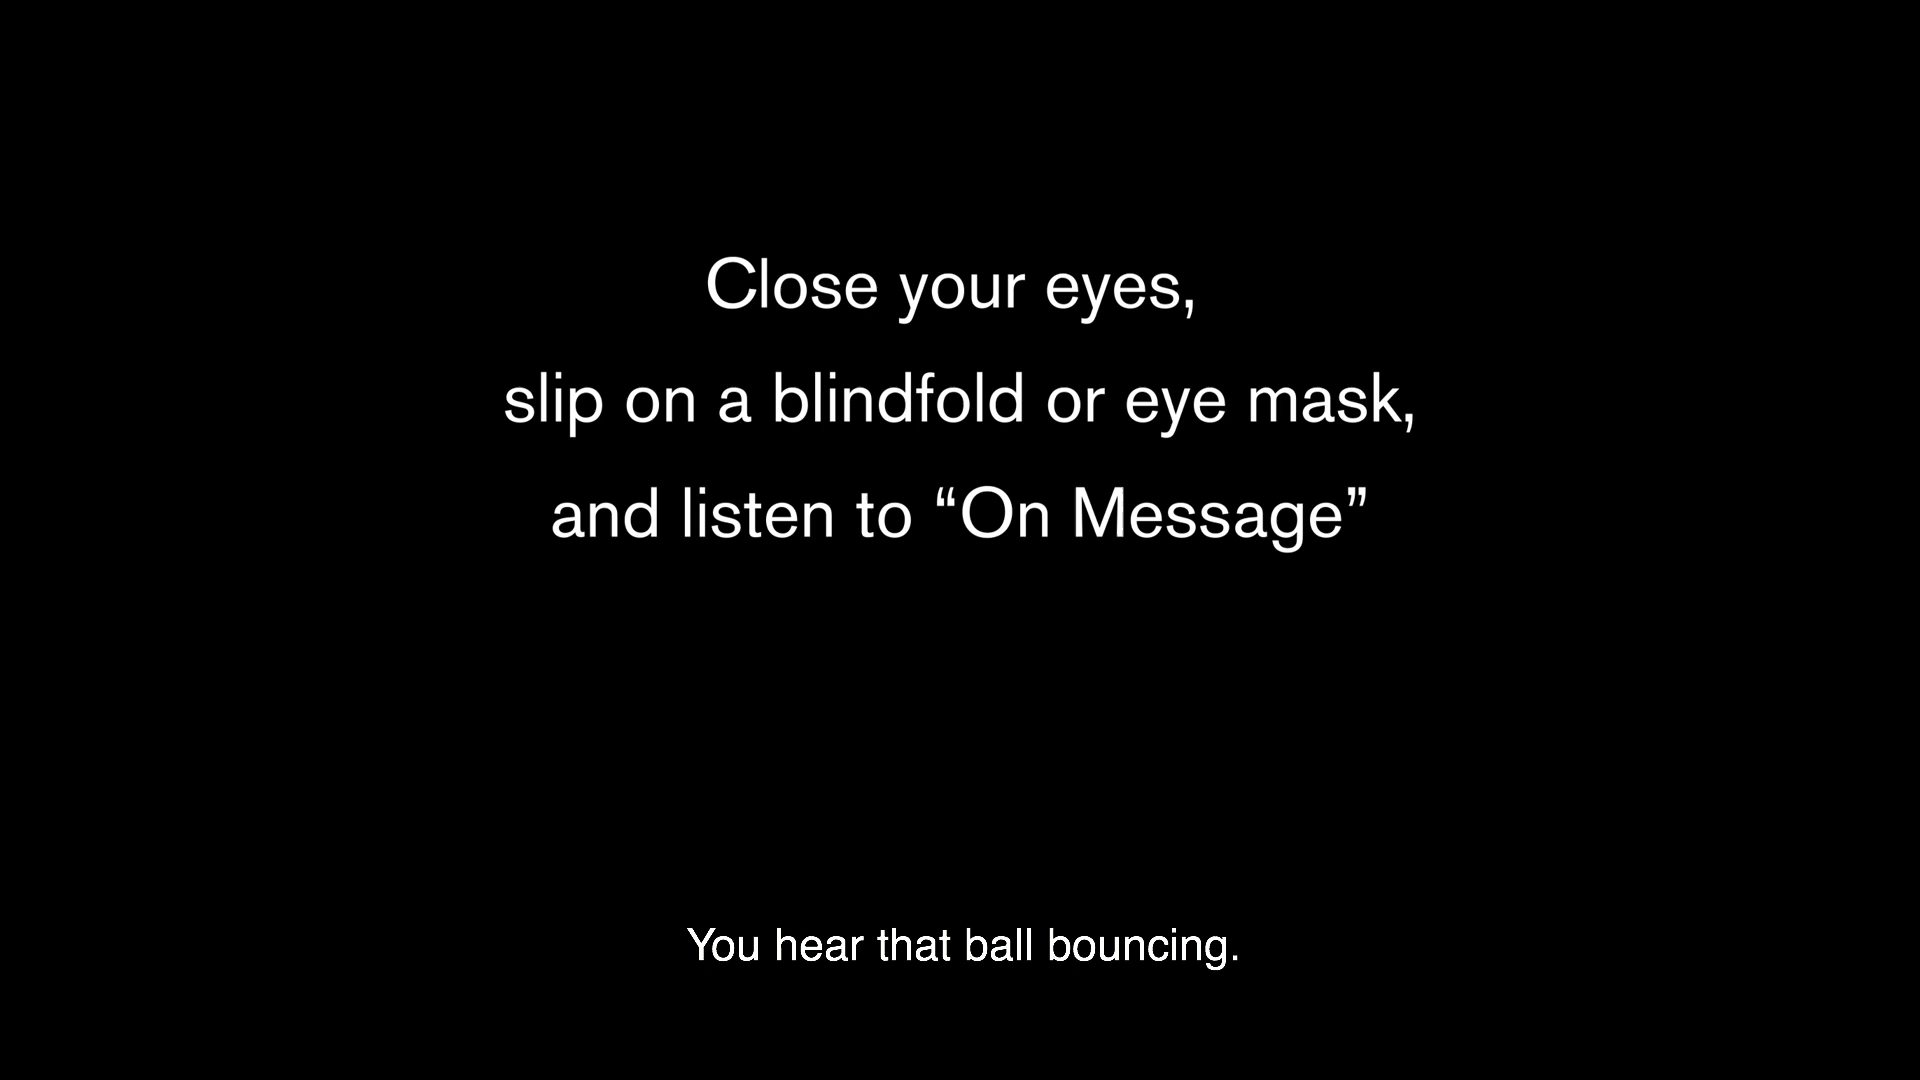 Close your eyes,
slip on a blindfold or eye mask,
and listen to “On Message”
You hear that ball bouncing.